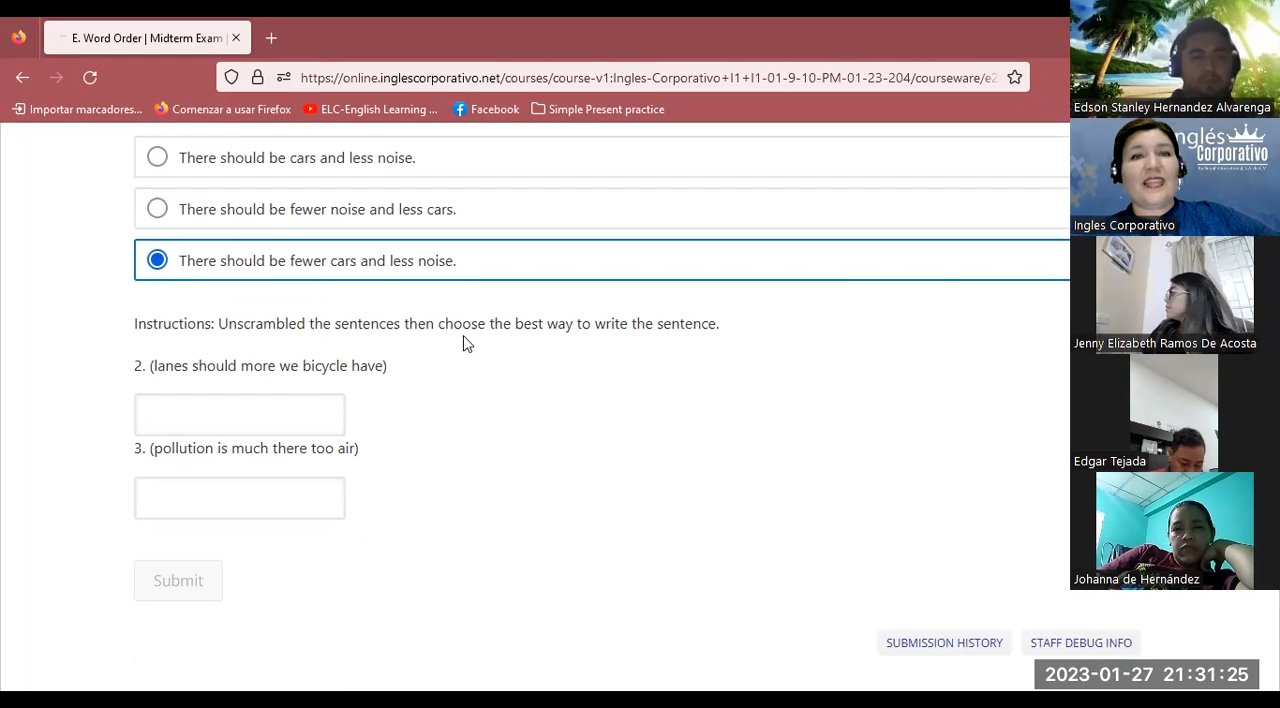 E. Word Order | Midterm Exam |
https://online.inglescorporativo.net/courses/course-v1:Ingles-Corporativo+I1+I1-01-9-10-PM-01-23-204/courseware/e2
Importar marcadores... Comenzar a usar Firefox ELC-English Learning ... Facebook Simple Present practice
There should be cars and less noise.
There should be fewer noise and less cars.
There should be fewer cars and less noise.
Instructions: Unscrambled the sentences then choose the best way to write the sentence.
2. (lanes should more we bicycle have)
3. (pollution is much there too air)
Submit
SUBMISSION HISTORY STAFF DEBUG INFO
2023-01-27 21:31:25
Edson Stanley Hernandez Alvarenga
Inglés
Corporativo
Ingles Corporativo
Jenny Elizabeth Ramos De Acosta
Edgar Tejada
Johanna de Hernández